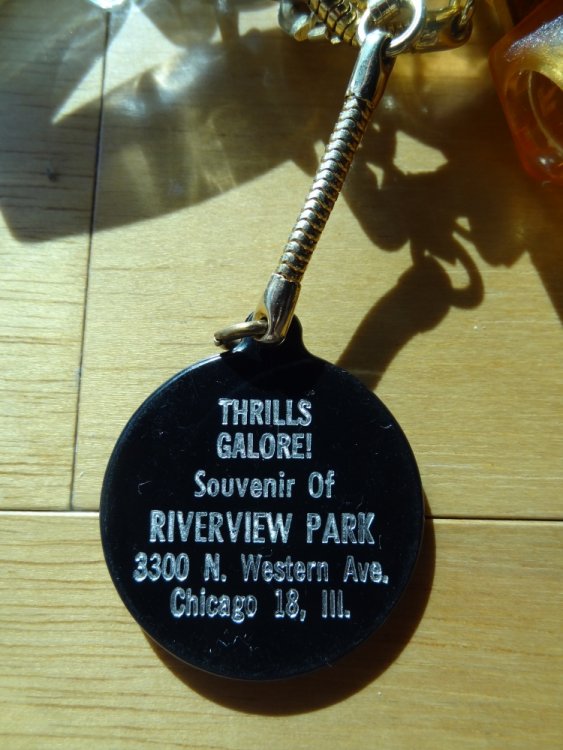 THRILLS
GALORE!
Souvenir Of
RIVERVIEW PARK
3300 N. Western Ave.
Chicago 18, Ill.